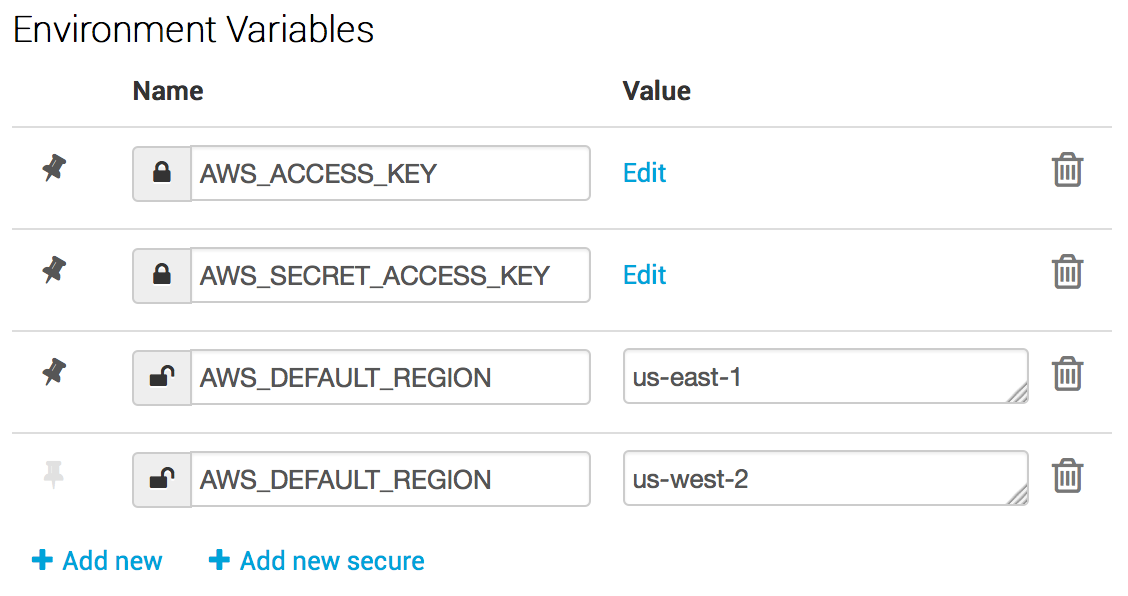 Environment Variables
Name Value
AWS_ACCESS_KEY Edit
AWS_SECRET_ACCESS_KEY Edit
AWS_DEFAULT_REGION us-east-1
AWS_DEFAULT_REGION us-west-2
Add new Add new secure